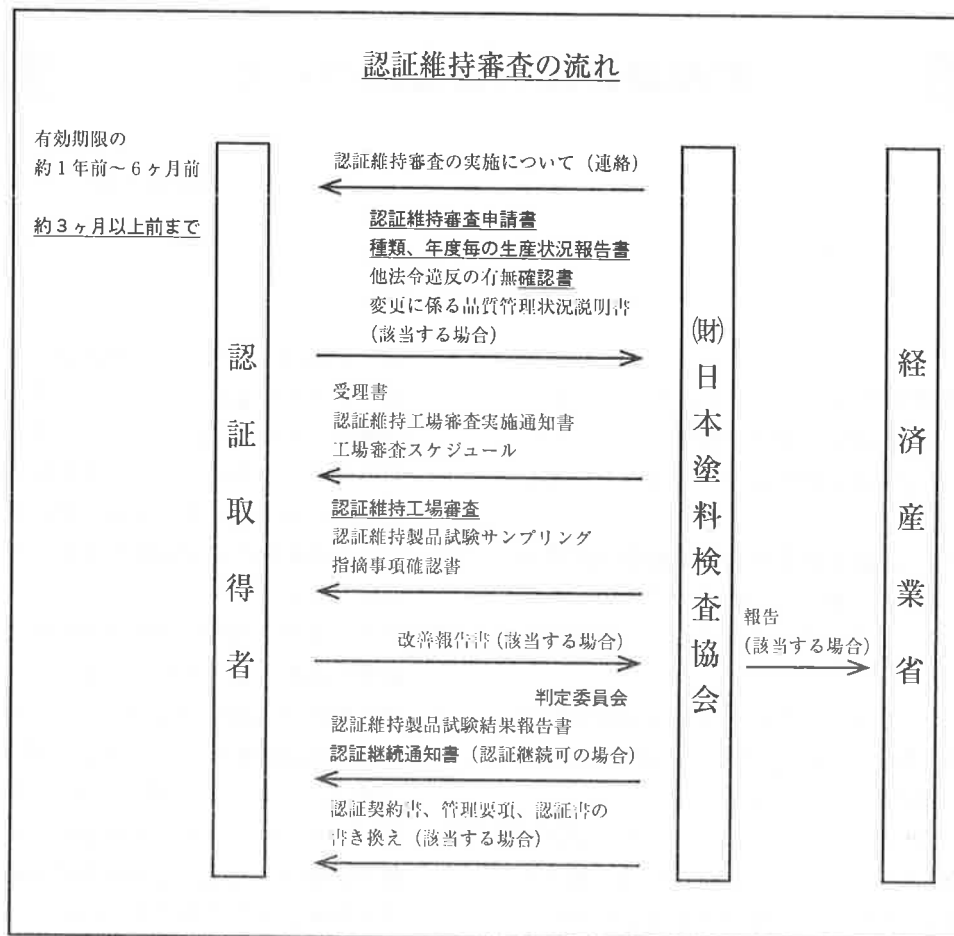 認証維持審査の流れ
有効期限の
約1年前～6ヶ月前
約3ヶ月以上前まで
認証取得者
認証維持審査の実施について（連絡）
認証維持審査申請書
種類、年度毎の生産状況報告書
他法令違反の有無確認書
変更に係る品質管理状況説明書
（該当する場合）
受理書
認証維持工場審査実施通知書
工場審査スケジュール
認証維持工場審査
認証維持製品試験サンプリング
指摘事項確認書
改善報告書（該当する場合）
判定委員会
認証維持製品試験結果報告書
認証継続通知書（認証継続可の場合）
認証契約書、管理要項、認証書の
書き換え（該当する場合）
(財)日本塗料検査協会
報告
（該当する場合）
経済産業省